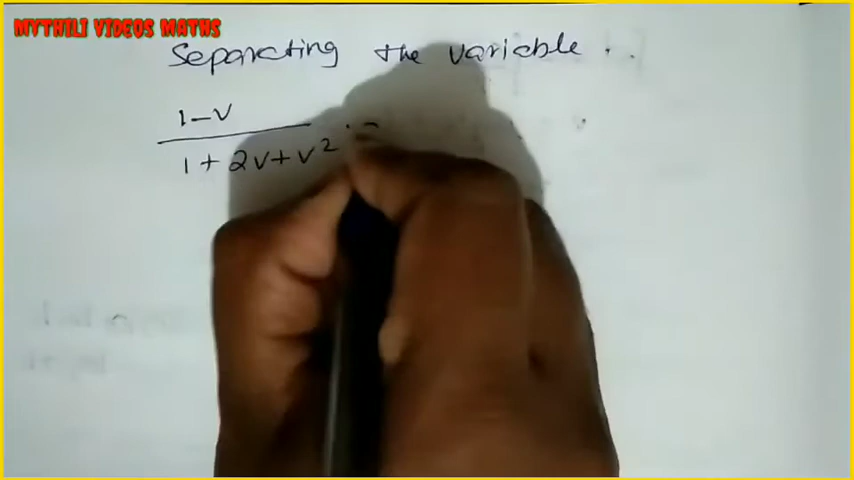 MYTHILI VIDEOS MATHS
Separating the variable . .
1-v
1 + 2v + v²